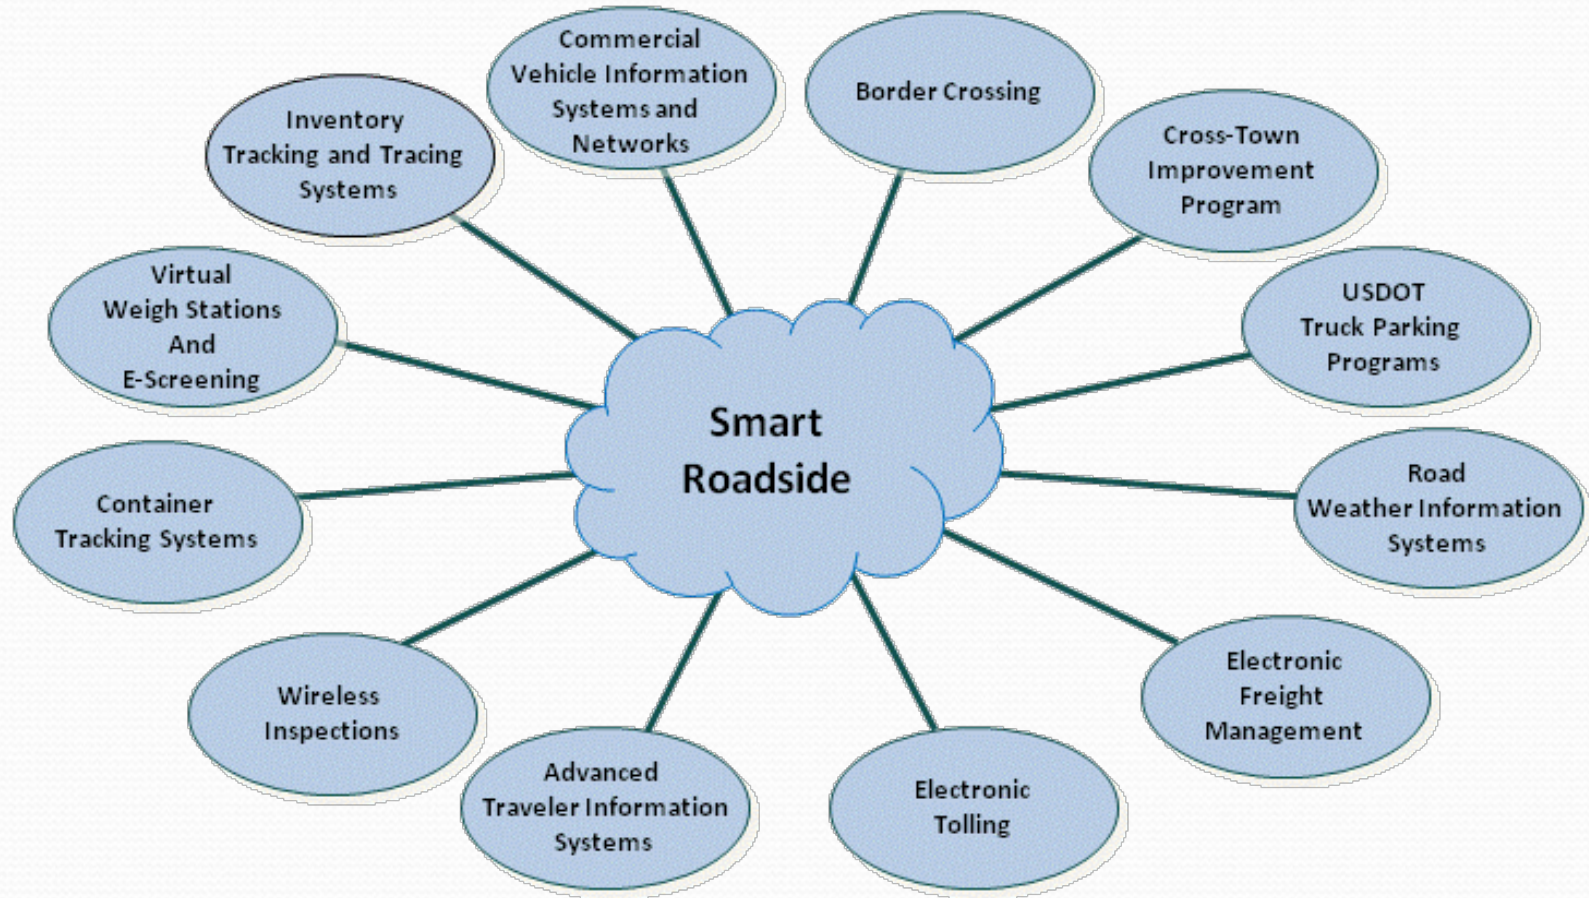 Commercial
Vehicle Information
Systems and
Networks
Border Crossing
Cross-Town
Improvement
Program
USDOT
Truck Parking
Programs
Road
Weather Information
Systems
Electronic
Freight
Management
Electronic
Tolling
Advanced
Traveler Information
Systems
Wireless
Inspections
Container
Tracking Systems
Virtual
Weigh Stations
And
E-Screening
Inventory
Tracking and Tracing
Systems
Smart
Roadside